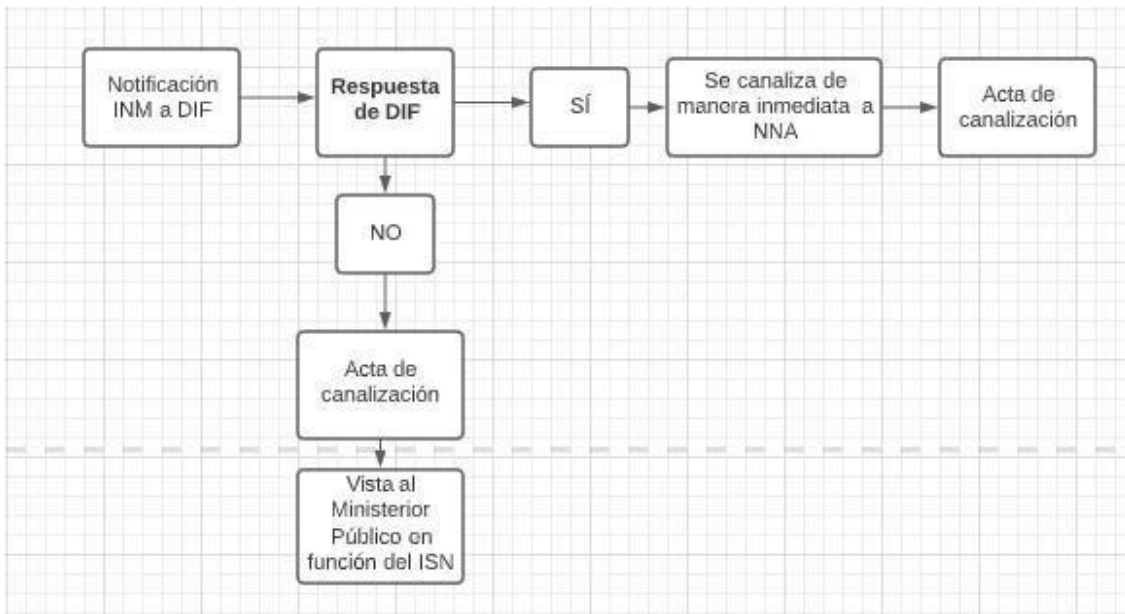 Notificación
INM a DIF
Respuesta
de DIF
SÍ
Se canaliza de
manera inmediata a
NNA
Acta de
canalización
NO
Acta de
canalización
Vista al
Ministerior
Público en
función del ISN